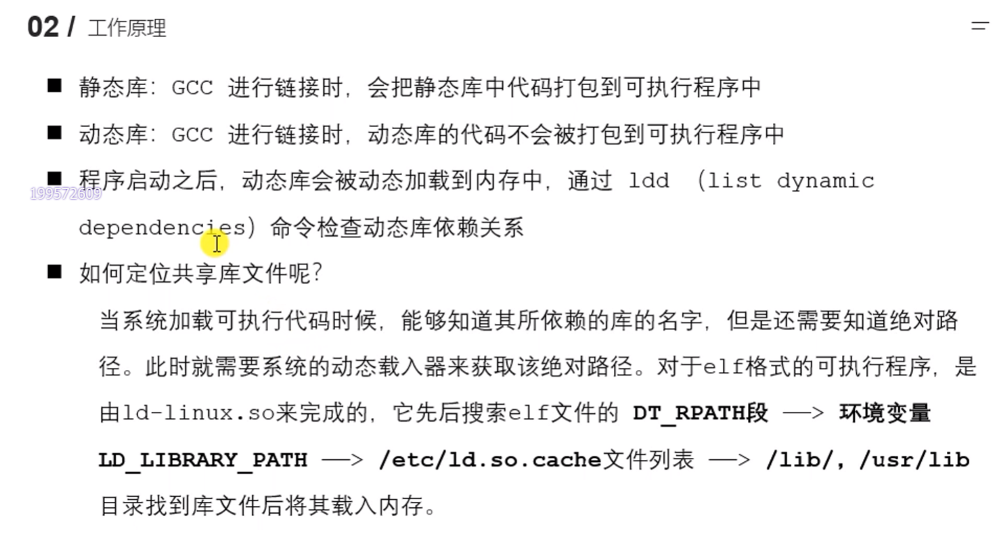 02 / 工作原理
■ 静态库：GCC 进行链接时，会把静态库中代码打包到可执行程序中
■ 动态库：GCC 进行链接时，动态库的代码不会被打包到可执行程序中
■ 程序启动之后，动态库会被动态加载到内存中，通过 ldd （list dynamic
199572609
dependencies）命令检查动态库依赖关系
■ 如何定位共享库文件呢？
当系统加载可执行代码时候，能够知道其所依赖的库的名字，但是还需要知道绝对路
径。此时就需要系统的动态载入器来获取该绝对路径。对于elf格式的可执行程序，是
由ld-linux.so来完成的，它先后搜索elf文件的 DT_RPATH段 ——> 环境变量
LD_LIBRARY_PATH ——> /etc/ld.so.cache文件列表 ——> /lib/，/usr/lib
目录找到库文件后将其载入内存。